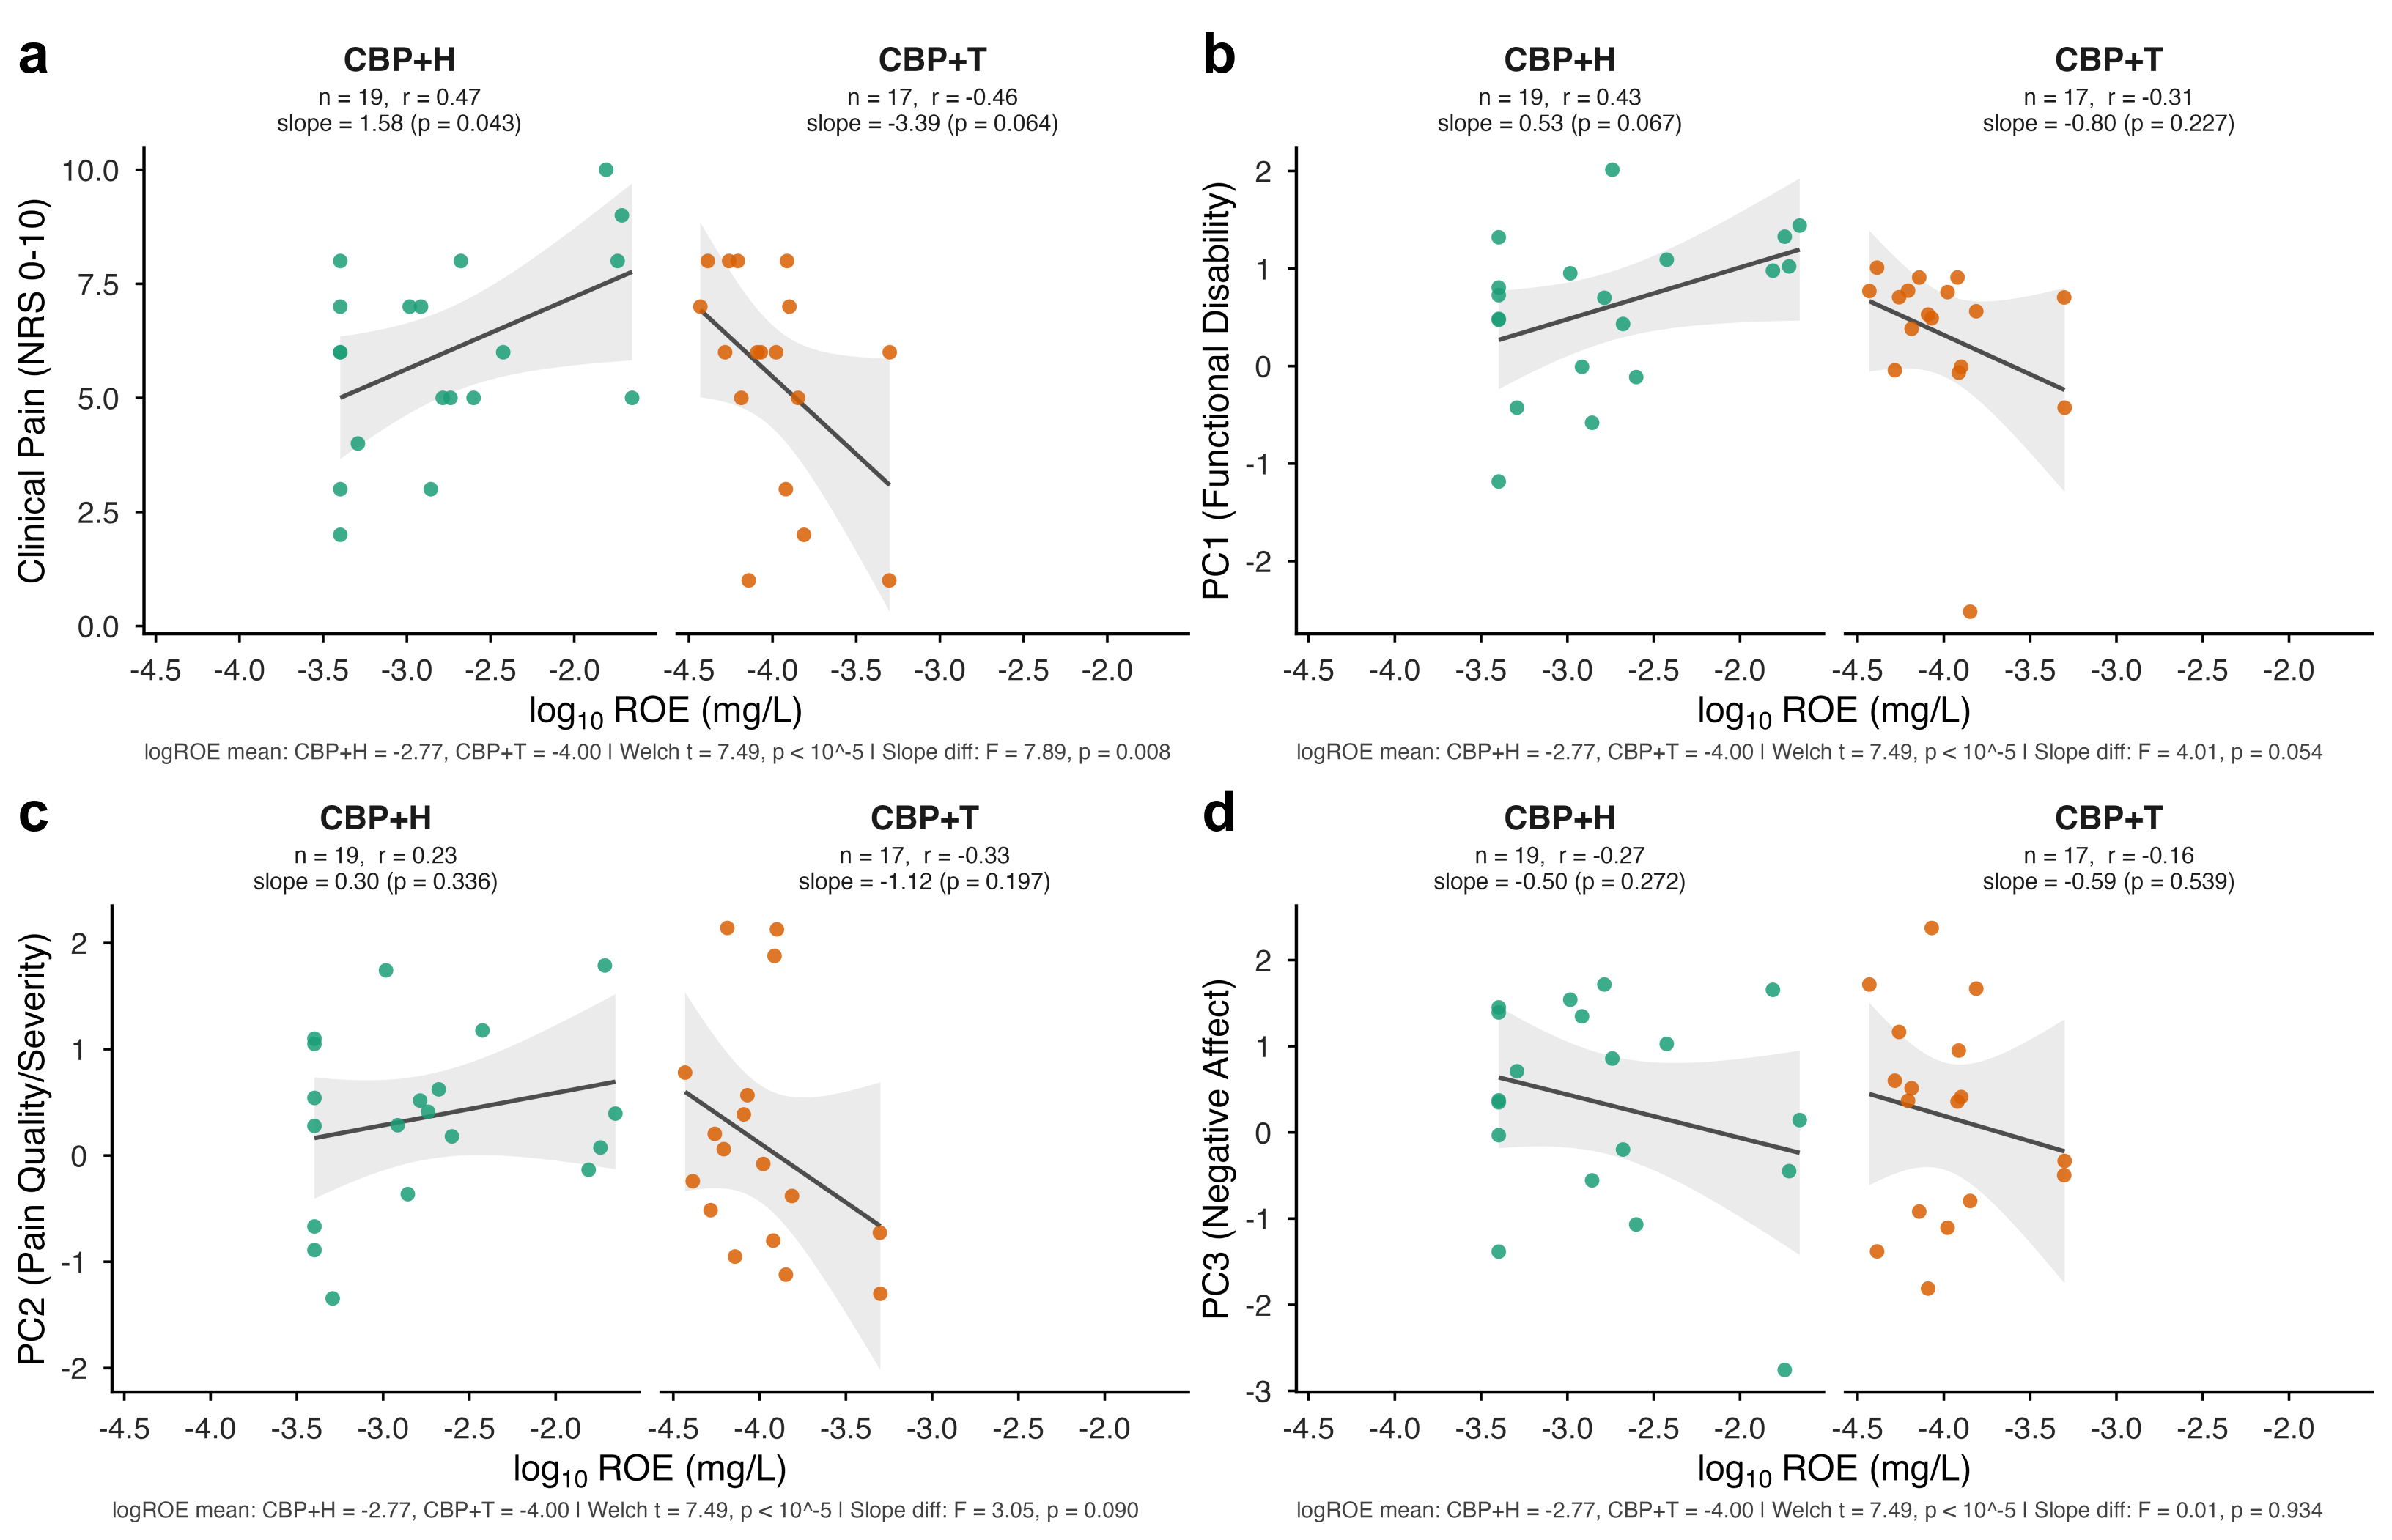 a
CBP+H
n = 19, r = 0.47
slope = 1.58 (p = 0.043)
CBP+T
n = 17, r = -0.46
slope = -3.39 (p = 0.064)
Clinical Pain (NRS 0-10)
10.0
7.5
5.0
2.5
0.0
-4.5 -4.0 -3.5 -3.0 -2.5 -2.0 -4.5 -4.0 -3.5 -3.0 -2.5 -2.0
log10 ROE (mg/L)
logROE mean: CBP+H = -2.77, CBP+T = -4.00 | Welch t = 7.49, p < 10^-5 | Slope diff: F = 7.89, p = 0.008
b
CBP+H
n = 19, r = 0.43
slope = 0.53 (p = 0.067)
CBP+T
n = 17, r = -0.31
slope = -0.80 (p = 0.227)
PC1 (Functional Disability)
2
1
0
-1
-2
-4.5 -4.0 -3.5 -3.0 -2.5 -2.0 -4.5 -4.0 -3.5 -3.0 -2.5 -2.0
log10 ROE (mg/L)
logROE mean: CBP+H = -2.77, CBP+T = -4.00 | Welch t = 7.49, p < 10^-5 | Slope diff: F = 4.01, p = 0.054
c
CBP+H
n = 19, r = 0.23
slope = 0.30 (p = 0.336)
CBP+T
n = 17, r = -0.33
slope = -1.12 (p = 0.197)
PC2 (Pain Quality/Severity)
2
1
0
-1
-2
-4.5 -4.0 -3.5 -3.0 -2.5 -2.0 -4.5 -4.0 -3.5 -3.0 -2.5 -2.0
log10 ROE (mg/L)
logROE mean: CBP+H = -2.77, CBP+T = -4.00 | Welch t = 7.49, p < 10^-5 | Slope diff: F = 3.05, p = 0.090
d
CBP+H
n = 19, r = -0.27
slope = -0.50 (p = 0.272)
CBP+T
n = 17, r = -0.16
slope = -0.59 (p = 0.539)
PC3 (Negative Affect)
2
1
0
-1
-2
-3
-4.5 -4.0 -3.5 -3.0 -2.5 -2.0 -4.5 -4.0 -3.5 -3.0 -2.5 -2.0
log10 ROE (mg/L)
logROE mean: CBP+H = -2.77, CBP+T = -4.00 | Welch t = 7.49, p < 10^-5 | Slope diff: F = 0.01, p = 0.934